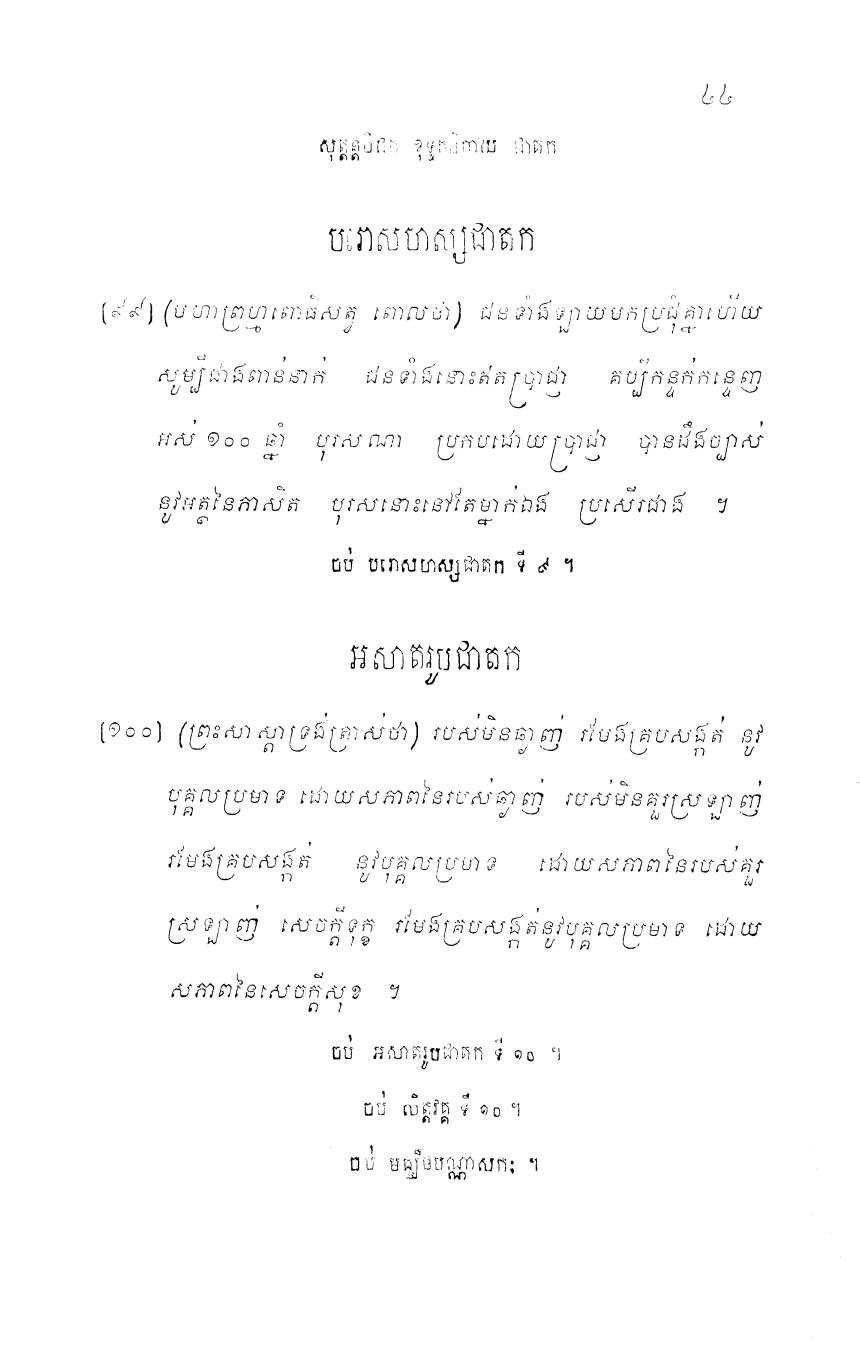 ៤៤
សុត្តន្តបិដក ខុទ្ទកនិកាយ ជាតក
បរោសហស្សជាតក
[៩៩] (មហាព្រហ្មពោធិសត្វ ពោលថា) ជនទាំងឡាយមកប្រជុំគ្នាហើយ
សូម្បីជាងពាន់នាក់ ជនទាំងនោះឥតប្រាជ្ញា គប្បីកន្ទក់កន្ទេញ
អស់ ១០០ ឆ្នាំ បុរសណា ប្រកបដោយប្រាជ្ញា បានដឹងច្បាស់
នូវអត្ថនៃភាសិត បុរសនោះនៅតែម្នាក់ឯង ប្រសើរជាង ។
ចប់ បរោសហស្សជាតក ទី ៩ ។
អសាតរូបជាតក
[១០០] (ព្រះសាស្តាទ្រង់ត្រាស់ថា) របស់មិនឆ្ងាញ់ រមែងគ្របសង្កត់ នូវ
បុគ្គលប្រមាទ ដោយសភាពនៃរបស់ឆ្ងាញ់ របស់មិនគួរស្រឡាញ់
រមែងគ្របសង្កត់ នូវបុគ្គលប្រមាទ ដោយសភាពនៃរបស់គួរ
ស្រឡាញ់ សេចក្តីទុក្ខ រមែងគ្របសង្កត់នូវបុគ្គលប្រមាទ ដោយ
សភាពនៃសេចក្តីសុខ ។
ចប់ អសាតរូបជាតក ទី ១០ ។
ចប់ លិត្តវគ្គ ទី ១០ ។
ចប់ មជ្ឈិមបណ្ណាសកៈ ។